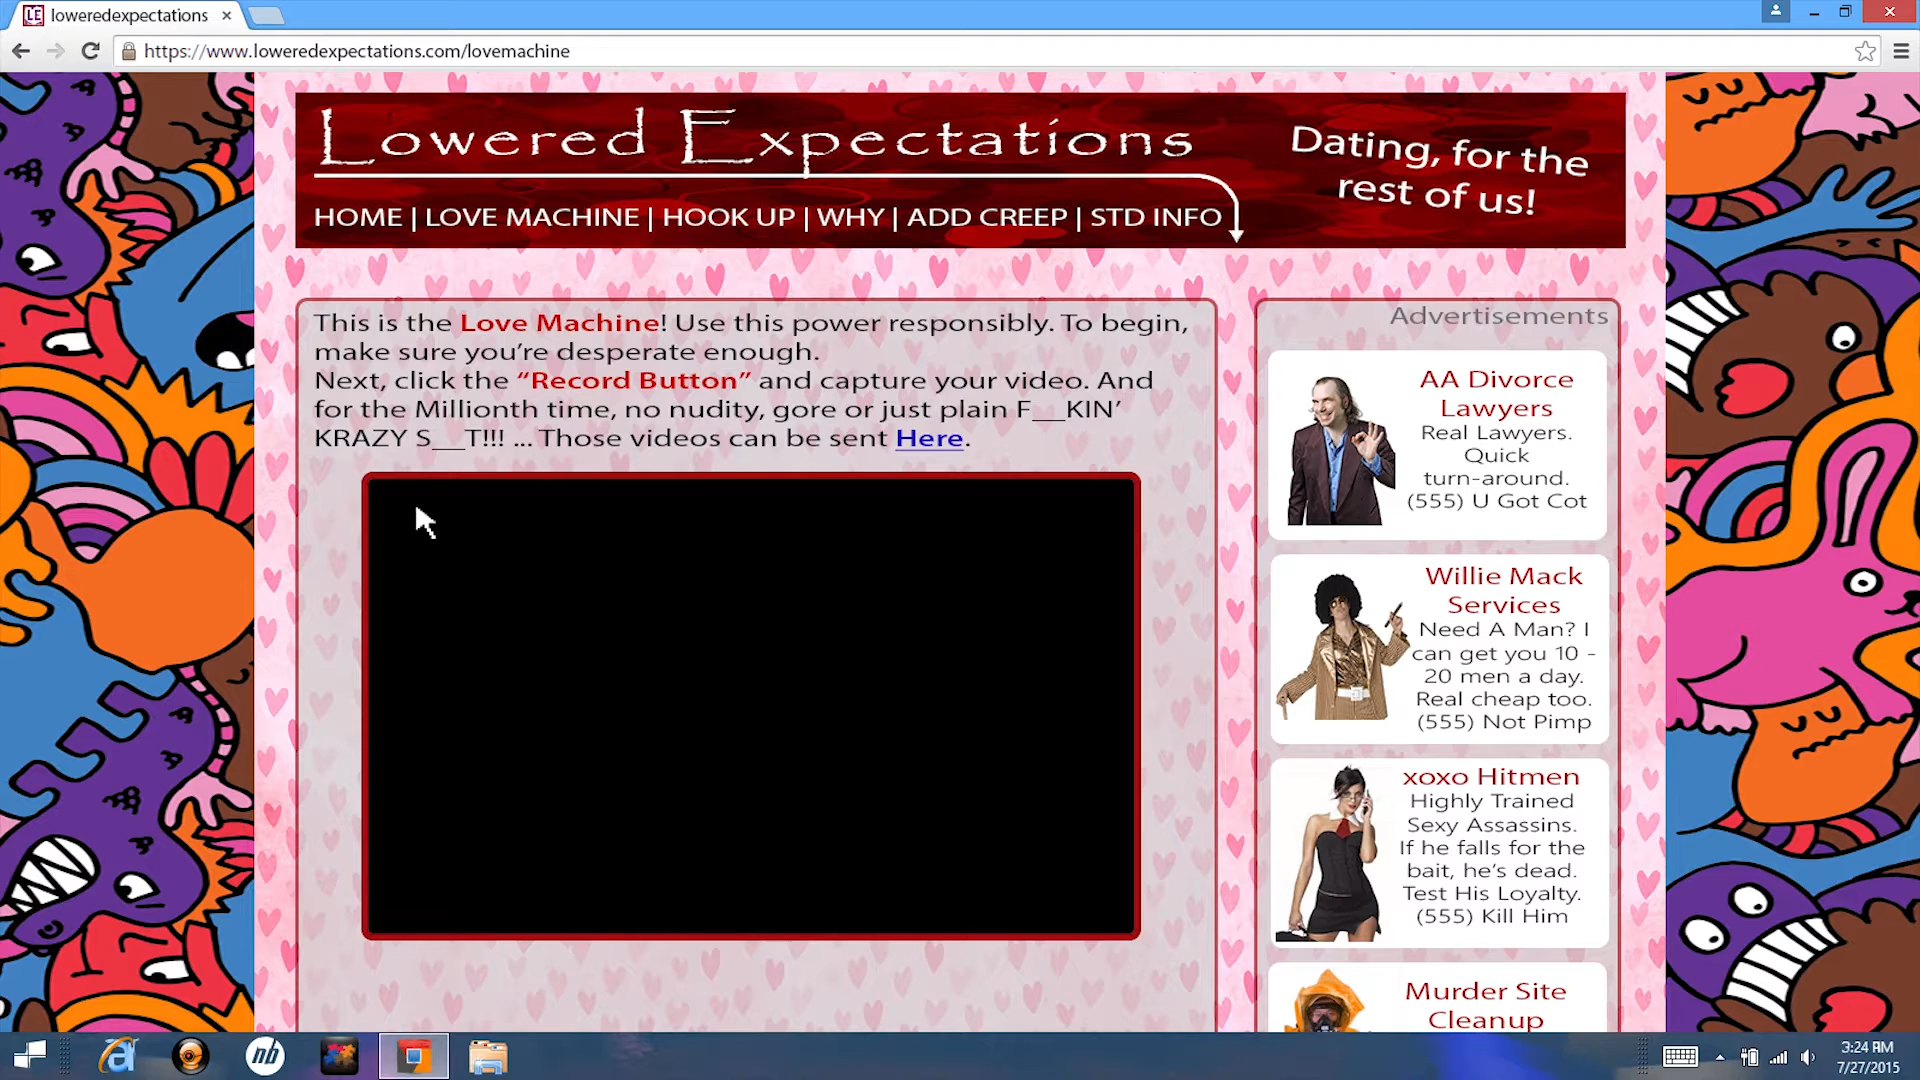 loweredexpectations
https://www.loweredexpectations.com/lovemachine
Lowered Expectations
Dating, for the
rest of us!
HOME | LOVE MACHINE | HOOK UP | WHY | ADD CREEP | STD INFO
This is the Love Machine! Use this power responsibly. To begin,
make sure you’re desperate enough.
Next, click the “Record Button” and capture your video. And
for the Millionth time, no nudity, gore or just plain F__KIN’
KRAZY S__T!!! ... Those videos can be sent Here.
Advertisements
AA Divorce
Lawyers
Real Lawyers.
Quick
turn-around.
(555) U Got Cot
Willie Mack
Services
Need A Man? I
can get you 10 -
20 men a day.
Real cheap too.
(555) Not Pimp
xoxo Hitmen
Highly Trained
Sexy Assassins.
If he falls for the
bait, he’s dead.
Test His Loyalty.
(555) Kill Him
Murder Site
Cleanup
nb
3:24 AM
7/27/2015